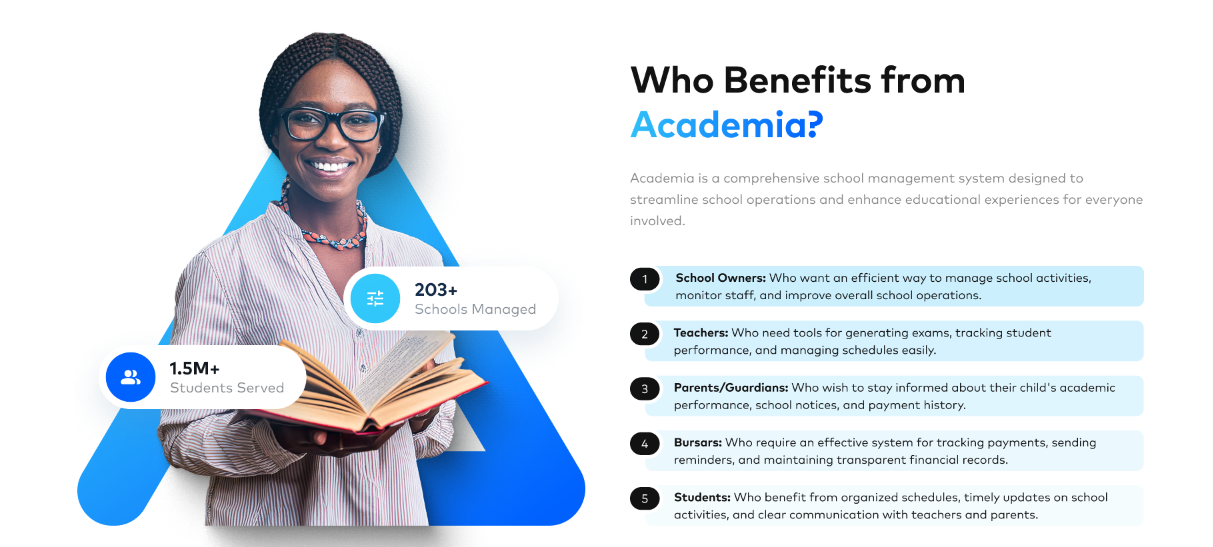 Who Benefits from
Academia?
Academia is a comprehensive school management system designed to
streamline school operations and enhance educational experiences for everyone
involved.
203+
Schools Managed
1.5M+
Students Served
1 School Owners: Who want an efficient way to manage school activities,
monitor staff, and improve overall school operations.
2 Teachers: Who need tools for generating exams, tracking student
performance, and managing schedules easily.
3 Parents/Guardians: Who wish to stay informed about their child's academic
performance, school notices, and payment history.
4 Bursars: Who require an effective system for tracking payments, sending
reminders, and maintaining transparent financial records.
5 Students: Who benefit from organized schedules, timely updates on school
activities, and clear communication with teachers and parents.